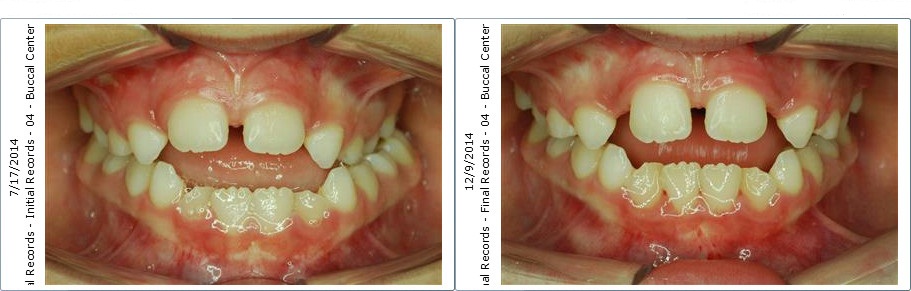 7/17/2014
al Records - Initial Records - 04 - Buccal Center
12/9/2014
ial Records - Final Records - 04 - Buccal Center